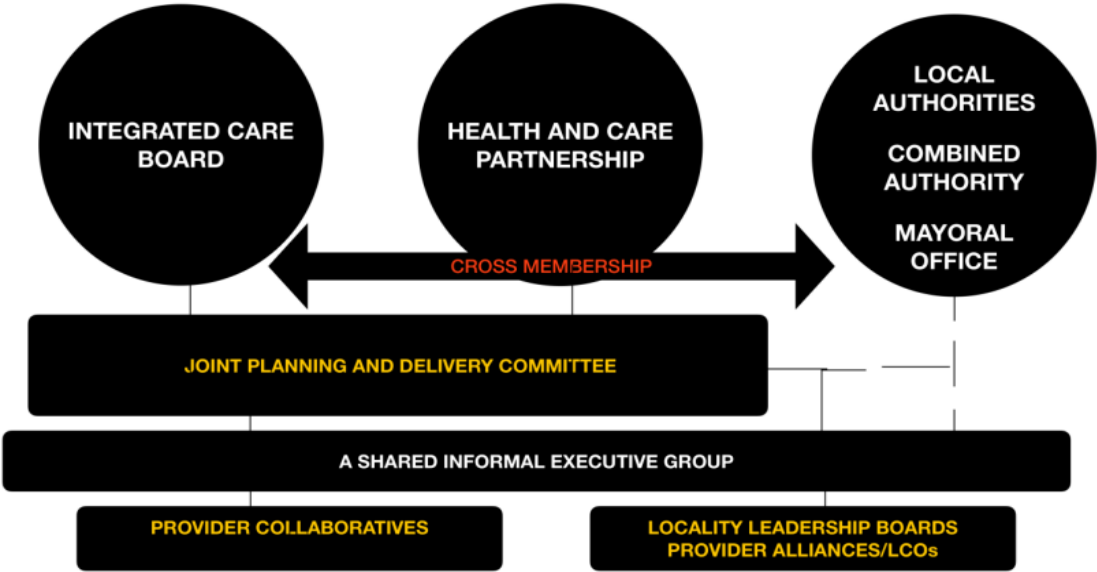 INTEGRATED CARE
BOARD
HEALTH AND CARE
PARTNERSHIP
LOCAL
AUTHORITIES
COMBINED
AUTHORITY
MAYORAL
OFFICE
CROSS MEMBERSHIP
JOINT PLANNING AND DELIVERY COMMITTEE
A SHARED INFORMAL EXECUTIVE GROUP
PROVIDER COLLABORATIVES
LOCALITY LEADERSHIP BOARDS
PROVIDER ALLIANCES/LCOs